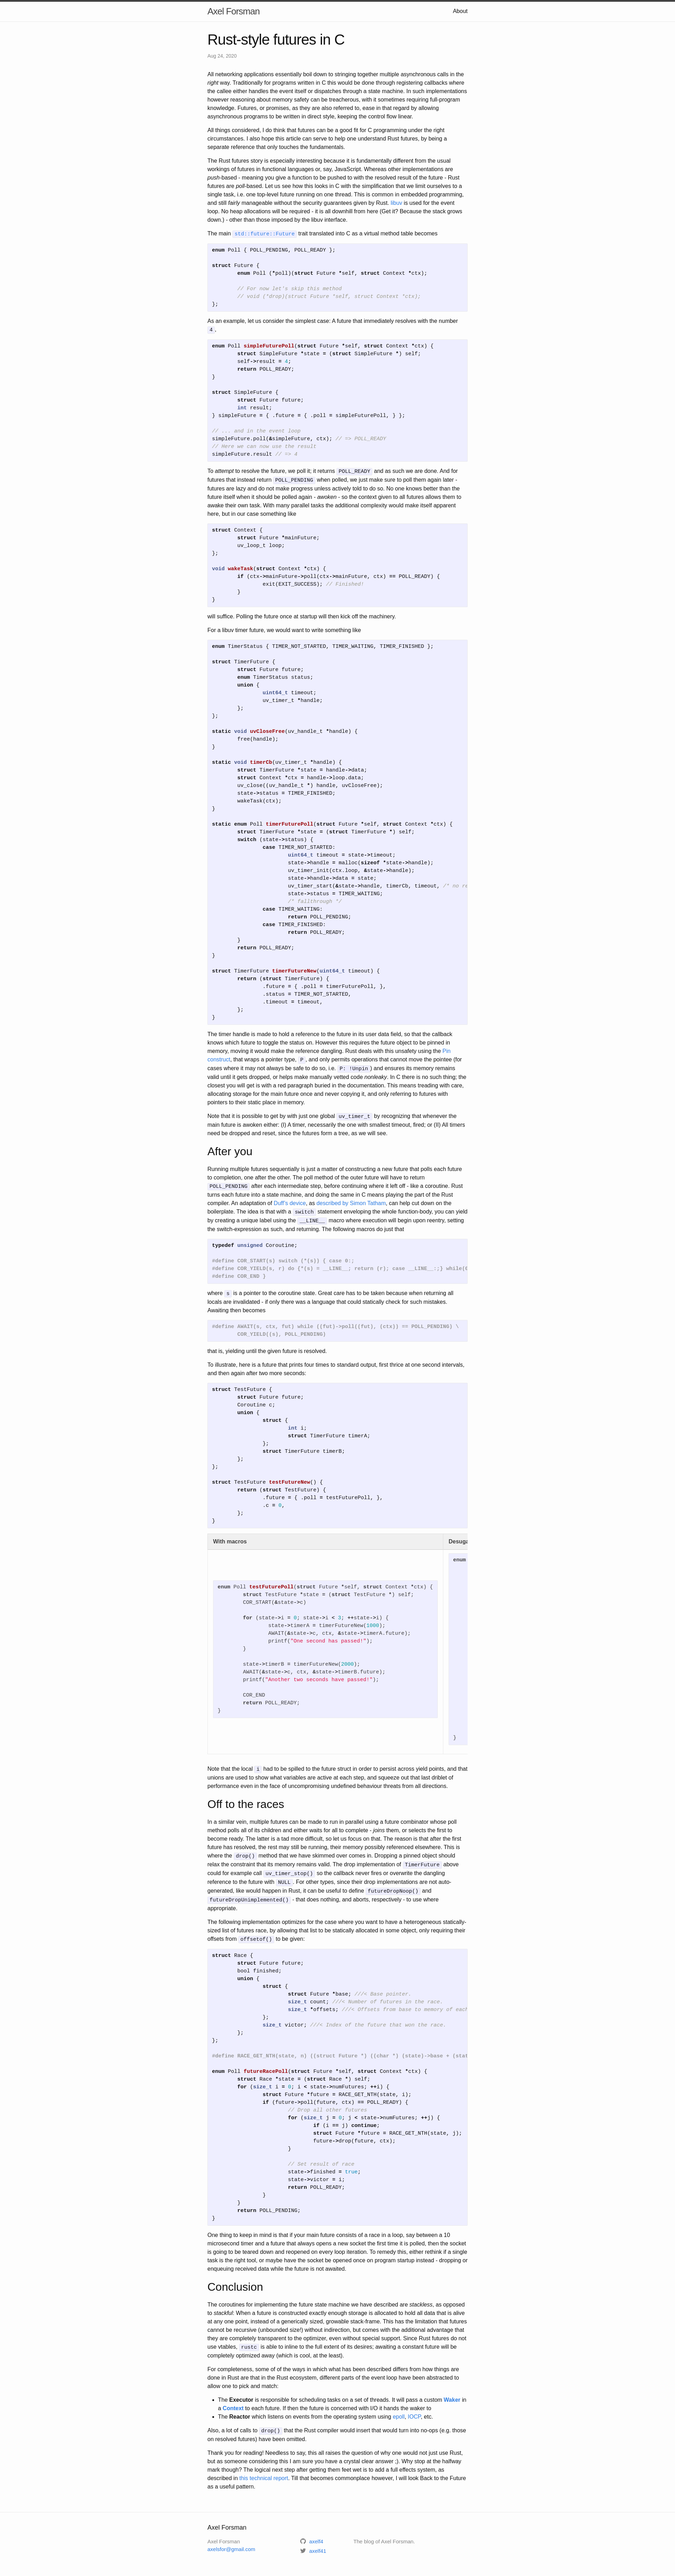 Axel Forsman
About
Rust-style futures in C
Aug 24, 2025
All networking applications essentially boil down to stringing together multiple asynchronous calls in the
right way. Traditionally for programs written in C this would be done through registering callbacks where
the callee either handles the event itself or dispatches through a state machine. In such implementations
however reasoning about memory safety can be treacherous, with it sometimes requiring full-program
knowledge. Futures, or promises, as they are also referred to, ease in that regard by allowing
asynchronous programs to be written in direct style, keeping the control flow linear.
All things considered, I do think that futures can be a good fit for C programming under the right
circumstances. I also hope this article can serve to help one understand Rust futures, by being a
separate reference that only touches the fundamentals.
The Rust futures story is especially interesting because it is fundamentally different from the usual
workings of futures in functional languages or, say, JavaScript. Whereas other implementations are
push-based - meaning you give a function to be pushed to with the resolved result of the future - Rust
futures are poll-based. Let us see how this looks in C with the simplification that we limit ourselves to a
single task, i.e. one top-level future running on one thread. This is common in embedded programming,
and still fairly manageable without the security guarantees given by Rust. libuv is used for the event
loop. No heap allocations will be required - it is all downhill from here (Get it? Because the stack grows
down.) - other than those imposed by the libuv interface.
The main std::future::Future trait translated into C as a virtual method table becomes
enum Poll { POLL_PENDING, POLL_READY };
struct Future {
enum Poll (*poll)(struct Future *self, struct Context *ctx);
// For now let's skip this method
// void (*drop)(struct Future *self, struct Context *ctx);
};
As an example, let us consider the simplest case: A future that immediately resolves with the number
4.
enum Poll simpleFuturePoll(struct Future *self, struct Context *ctx) {
struct SimpleFuture *state = (struct SimpleFuture *) self;
self->result = 4;
return POLL_READY;
}
struct SimpleFuture {
struct Future future;
int result;
} simpleFuture = { .future = { .poll = simpleFuturePoll, } };
// ... and in the event loop
simpleFuture.poll(&simpleFuture, ctx); // => POLL_READY
// Here we can now use the result
simpleFuture.result // => 4
To attempt to resolve the future, we poll it; it returns POLL_READY and as such we are done. And for
futures that instead return POLL_PENDING when polled, we just make sure to poll them again later -
futures are lazy and do not make progress unless actively told to do so. No one knows better than the
future itself when it should be polled again - awoken - so the context given to all futures allows them to
awake their own task. With many parallel tasks the additional complexity would make itself apparent
here, but in our case something like
struct Context {
struct Future *mainFuture;
uv_loop_t loop;
};
void wakeTask(struct Context *ctx) {
if (ctx->mainFuture->poll(ctx->mainFuture, ctx) == POLL_READY) {
exit(EXIT_SUCCESS); // Finished!
}
}
will suffice. Polling the future once at startup will then kick off the machinery.
For a libuv timer future, we would want to write something like
enum TimerStatus { TIMER_NOT_STARTED, TIMER_WAITING, TIMER_FINISHED };
struct TimerFuture {
struct Future future;
enum TimerStatus status;
union {
uint64_t timeout;
uv_timer_t *handle;
};
};
static void uvCloseFree(uv_handle_t *handle) {
free(handle);
}
static void timerCb(uv_timer_t *handle) {
struct TimerFuture *state = handle->data;
struct Context *ctx = handle->loop.data;
uv_close((uv_handle_t *) handle, uvCloseFree);
state->status = TIMER_FINISHED;
wakeTask(ctx);
}
static enum Poll timerFuturePoll(struct Future *self, struct Context *ctx) {
struct TimerFuture *state = (struct TimerFuture *) self;
switch (state->status) {
case TIMER_NOT_STARTED:
uint64_t timeout = state->timeout;
state->handle = malloc(sizeof *state->handle);
uv_timer_init(ctx.loop, &state->handle);
state->handle->data = state;
uv_timer_start(&state->handle, timerCb, timeout, /* no re
state->status = TIMER_WAITING;
/* fallthrough */
case TIMER_WAITING:
return POLL_PENDING;
case TIMER_FINISHED:
return POLL_READY;
}
return POLL_READY;
}
struct TimerFuture timerFutureNew(uint64_t timeout) {
return (struct TimerFuture) {
.future = { .poll = timerFuturePoll, },
.status = TIMER_NOT_STARTED,
.timeout = timeout,
};
}
The timer handle is made to hold a reference to the future in its user data field, so that the callback
knows which future to toggle the status on. However this requires the future object to be pinned in
memory, moving it would make the reference dangling. Rust deals with this unsafety using the Pin
construct, that wraps a pointer type, P, and only permits operations that cannot move the pointee (for
cases where it may not always be safe to do so, i.e. P: !Unpin) and ensures its memory remains
valid until it gets dropped, or helps make manually vetted code nonleaky. In C there is no such thing; the
closest you will get is with a red paragraph buried in the documentation. This means treading with care,
allocating storage for the main future once and never copying it, and only referring to futures with
pointers to their static place in memory.
Note that it is possible to get by with just one global uv_timer_t by recognizing that whenever the
main future is awoken either: (I) A timer, necessarily the one with smallest timeout, fired; or (II) All timers
need be dropped and reset, since the futures form a tree, as we will see.
After you
Running multiple futures sequentially is just a matter of constructing a new future that polls each future
to completion, one after the other. The poll method of the outer future will have to return
POLL_PENDING after each intermediate step, before continuing where it left off - like a coroutine. Rust
turns each future into a state machine, and doing the same in C means playing the part of the Rust
compiler. An adaptation of Duff's device, as described by Simon Tatham, can help cut down on the
boilerplate. The idea is that with a switch statement enveloping the whole function-body, you can yield
by creating a unique label using the __LINE__ macro where execution will begin upon reentry, setting
the switch-expression as such, and returning. The following macros do just that
typedef unsigned Coroutine;
#define COR_START(s) switch (*(s)) { case 0:;
#define COR_YIELD(s, r) do {*(s) = __LINE__; return (r); case __LINE__:;} while(
#define COR_END }
where s is a pointer to the coroutine state. Great care has to be taken because when returning all
locals are invalidated - if only there was a language that could statically check for such mistakes.
Awaiting then becomes
#define AWAIT(s, ctx, fut) while ((fut)->poll((fut), (ctx)) == POLL_PENDING) \
COR_YIELD((s), POLL_PENDING)
that is, yielding until the given future is resolved.
To illustrate, here is a future that prints four times to standard output, first thrice at one second intervals,
and then again after two more seconds:
struct TestFuture {
struct Future future;
Coroutine c;
union {
struct {
int i;
struct TimerFuture timerA;
};
struct TimerFuture timerB;
};
};
struct TestFuture testFutureNew() {
return (struct TestFuture) {
.future = { .poll = testFuturePoll, },
.c = 0,
};
}
With macros
Desuga
enum
enum Poll testFuturePoll(struct Future *self, struct Context *ctx) {
struct TestFuture *state = (struct TestFuture *) self;
COR_START(&state->c)
for (state->i = 0; state->i < 3; ++state->i) {
state->timerA = timerFutureNew(1000);
AWAIT(&state->c, ctx, &state->timerA.future);
printf("One second has passed!");
}
state->timerB = timerFutureNew(2000);
AWAIT(&state->c, ctx, &state->timerB.future);
printf("Another two seconds have passed!");
COR_END
return POLL_READY;
}
}
Note that the local i had to be spilled to the future struct in order to persist across yield points, and that
unions are used to show what variables are active at each step, and squeeze out that last driblet of
performance even in the face of uncompromising undefined behaviour threats from all directions.
Off to the races
In a similar vein, multiple futures can be made to run in parallel using a future combinator whose poll
method polls all of its children and either waits for all to complete - joins them, or selects the first to
become ready. The latter is a tad more difficult, so let us focus on that. The reason is that after the first
future has resolved, the rest may still be running, their memory possibly referenced elsewhere. This is
where the drop() method that we have skimmed over comes in. Dropping a pinned object should
relax the constraint that its memory remains valid. The drop implementation of TimerFuture above
could for example call uv_timer_stop() so the callback never fires or overwrite the dangling
reference to the future with NULL. For other types, since their drop implementations are not auto-
generated, like would happen in Rust, it can be useful to define futureDropNoop() and
futureDropUnimplemented() - that does nothing, and aborts, respectively - to use where
appropriate.
The following implementation optimizes for the case where you want to have a heterogeneous statically-
sized list of futures race, by allowing that list to be statically allocated in some object, only requiring their
offsets from offsetof() to be given:
struct Race {
struct Future future;
bool finished;
union {
struct {
struct Future *base; ///< Base pointer.
size_t count; ///< Number of futures in the race.
size_t *offsets; ///< Offsets from base to memory of each
};
size_t victor; ///< Index of the future that won the race.
};
};
#define RACE_GET_NTH(state, n) ((struct Future *) ((char *) (state)->base + (stat
enum Poll futureRacePoll(struct Future *self, struct Context *ctx) {
struct Race *state = (struct Race *) self;
for (size_t i = 0; i < state->numFutures; ++i) {
struct Future *future = RACE_GET_NTH(state, i);
if (future->poll(future, ctx) == POLL_READY) {
// Drop all other futures
for (size_t j = 0; j < state->numFutures; ++j) {
if (i == j) continue;
struct Future *future = RACE_GET_NTH(state, j);
future->drop(future, ctx);
}
// Set result of race
state->finished = true;
state->victor = i;
return POLL_READY;
}
}
return POLL_PENDING;
}
One thing to keep in mind is that if your main future consists of a race in a loop, say between a 10
microsecond timer and a future that always opens a new socket the first time it is polled, then the socket
is going to be teared down and reopened on every loop iteration. To remedy this, either rethink if a single
task is the right tool, or maybe have the socket be opened once on program startup instead - dropping or
enqueuing received data while the future is not awaited.
Conclusion
The coroutines for implementing the future state machine we have described are stackless, as opposed
to stackful: When a future is constructed exactly enough storage is allocated to hold all data that is alive
at any one point, instead of a generically sized, growable stack-frame. This has the limitation that futures
cannot be recursive (unbounded size!) without indirection, but comes with the additional advantage that
they are completely transparent to the optimizer, even without special support. Since Rust futures do not
use vtables, rustc is able to inline to the full extent of its desires; awaiting a constant future will be
completely optimized away (which is cool, at the least).
For completeness, some of of the ways in which what has been described differs from how things are
done in Rust are that in the Rust ecosystem, different parts of the event loop have been abstracted to
allow one to pick and match:
• The Executor is responsible for scheduling tasks on a set of threads. It will pass a custom Waker in
a Context to each future. If then the future is concerned with I/O it hands the waker to
• The Reactor which listens on events from the operating system using epoll, IOCP, etc.
Also, a lot of calls to drop() that the Rust compiler would insert that would turn into no-ops (e.g. those
on resolved futures) have been omitted.
Thank you for reading! Needless to say, this all raises the question of why one would not just use Rust,
but as someone considering this I am sure you have a crystal clear answer ;). Why stop at the halfway
mark though? The logical next step after getting them feet wet is to add a full effects system, as
described in this technical report. Till that becomes commonplace however, I will look Back to the Future
as a useful pattern.
Axel Forsman
Axel Forsman
axelsfor@gmail.com
axelf4
axelf41
The blog of Axel Forsman.